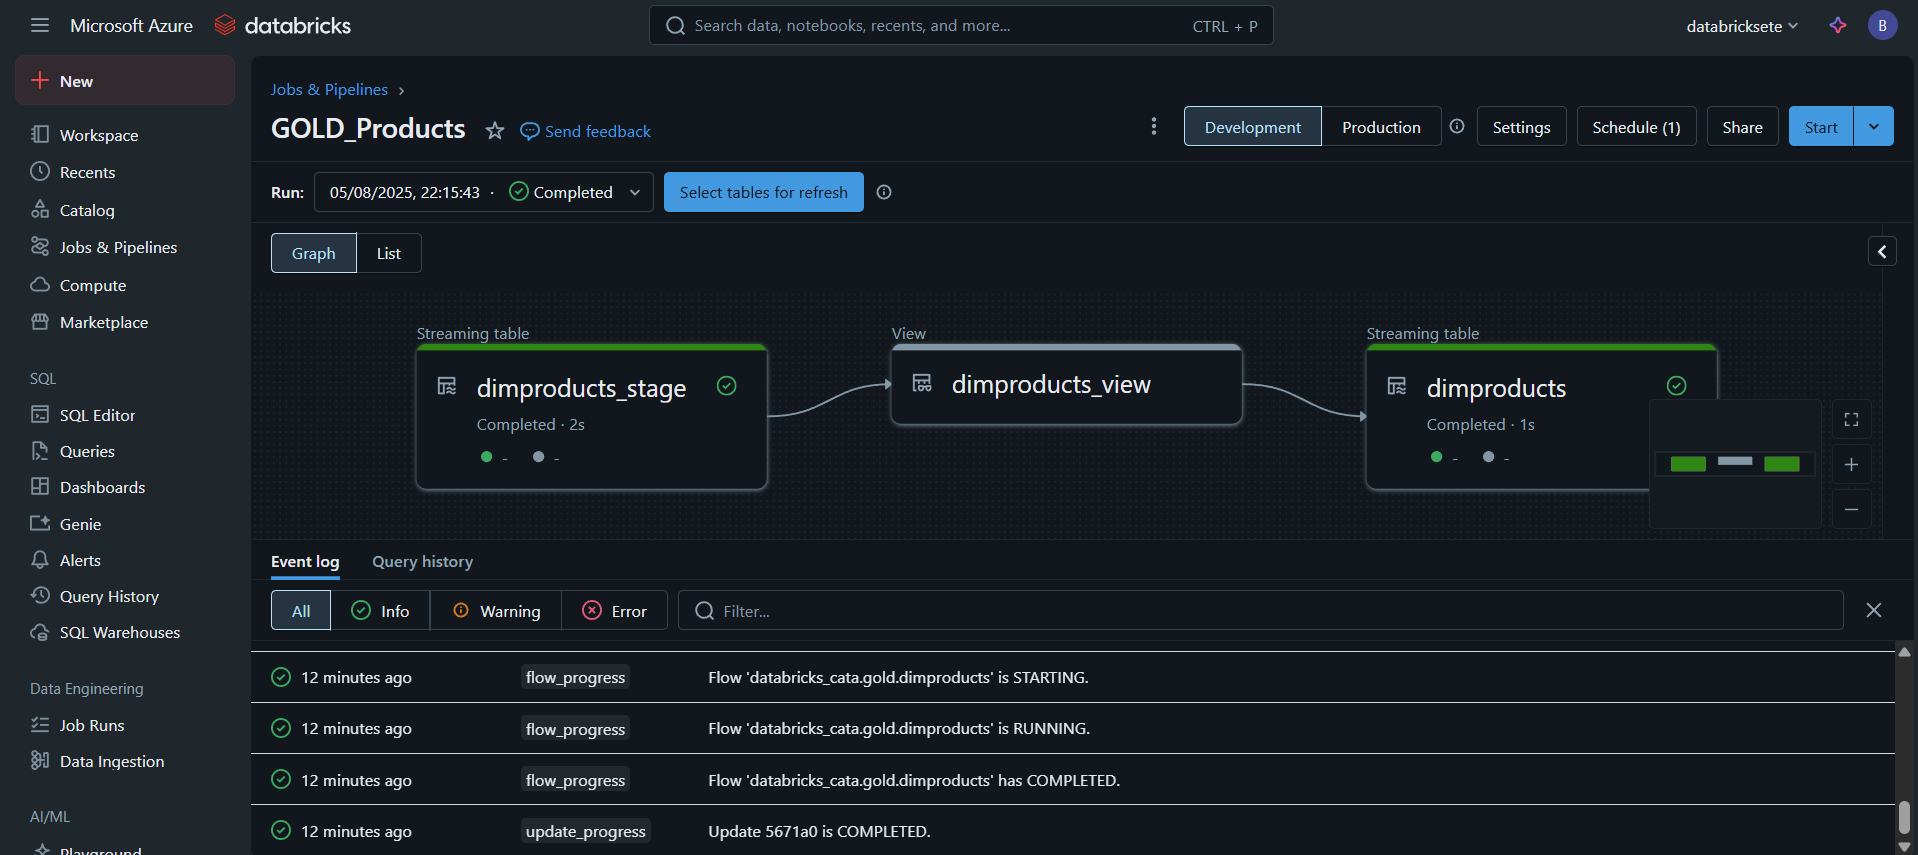 Microsoft Azure databricks
Search data, notebooks, recents, and more... CTRL + P
databricksete B
New
Workspace
Recents
Catalog
Jobs & Pipelines
Compute
Marketplace
SQL
SQL Editor
Queries
Dashboards
Genie
Alerts
Query History
SQL Warehouses
Data Engineering
Job Runs
Data Ingestion
AI/ML
Playground
Jobs & Pipelines
GOLD_Products Send feedback
Development Production Settings Schedule (1) Share Start
Run: 05/08/2025, 22:15:43 · Completed Select tables for refresh
Graph List
Streaming table
dimproducts_stage
Completed · 2s
- -
View
dimproducts_view
Streaming table
dimproducts
Completed · 1s
- -
Event log Query history
All Info Warning Error Filter...
12 minutes ago flow_progress Flow 'databricks_cata.gold.dimproducts' is STARTING.
12 minutes ago flow_progress Flow 'databricks_cata.gold.dimproducts' is RUNNING.
12 minutes ago flow_progress Flow 'databricks_cata.gold.dimproducts' has COMPLETED.
12 minutes ago update_progress Update 5671a0 is COMPLETED.